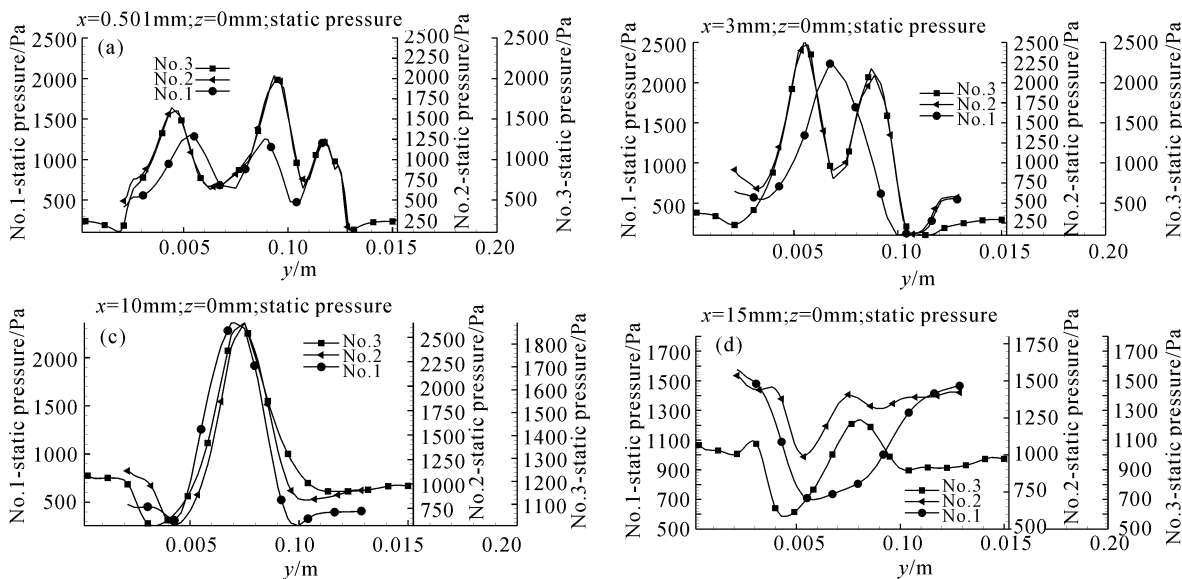 x=0.501mm;z=0mm;static pressure
(a)
No.1-static pressure/Pa
2500
2000
1500
1000
500
No.3
No.2
No.1
No.2-static pressure/Pa
2500
2250
2000
1750
1500
1250
1000
750
500
250
No.3-static pressure/Pa
2500
2000
1500
1000
500
0.005
0.10
0.015
0.20
y/m
x=3mm;z=0mm;static pressure
No.1-static pressure/Pa
2500
2000
1500
1000
500
No.3
No.2
No.1
No.2-static pressure/Pa
2500
2250
2000
1750
1500
1250
1000
750
500
250
No.3-static pressure/Pa
2500
2000
1500
1000
500
0.005
0.10
0.015
0.20
y/m
x=10mm;z=0mm;static pressure
(c)
No.1-static pressure/Pa
2000
1500
1000
500
No.3
No.2
No.1
No.2-static pressure/Pa
2500
2250
2000
1750
1500
1250
1000
750
No.3-static pressure/Pa
1800
1700
1600
1500
1400
1300
1200
1100
0.005
0.10
0.015
0.20
y/m
x=15mm;z=0mm;static pressure
(d)
No.1-static pressure/Pa
1700
1500
1300
1100
900
700
500
No.3
No.2
No.1
No.2-static pressure/Pa
1750
1500
1250
1000
750
500
No.3-static pressure/Pa
1700
1500
1300
1100
900
700
500
0.005
0.10
0.015
0.20
y/m